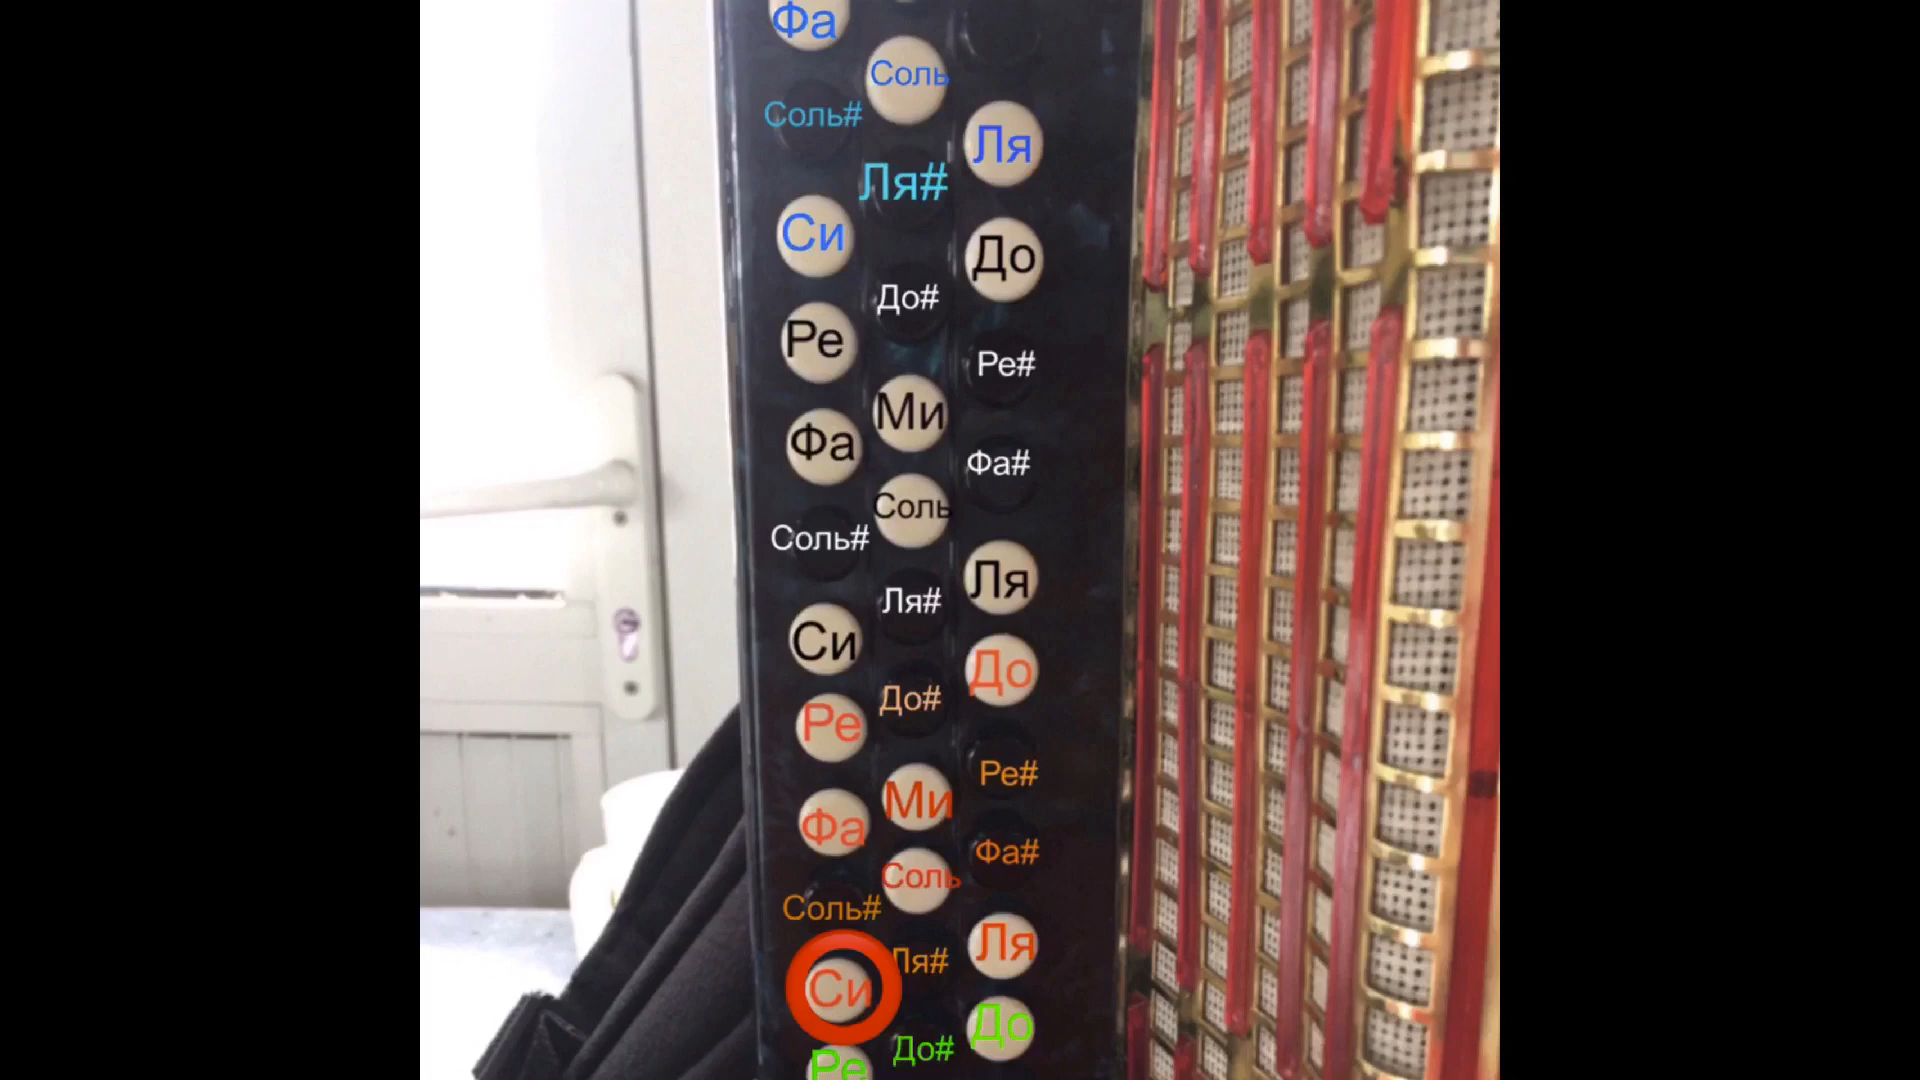 Фа
Соль
Соль#
Ля
Ля#
Си
До
До#
Ре
Ре#
Ми
Фа
Фа#
Соль
Соль#
Ля
Ля#
Си
До
До#
Ре
Ре#
Ми
Фа
Фа#
Соль
Соль#
Ля
Ля#
Си
До
До#
Ре